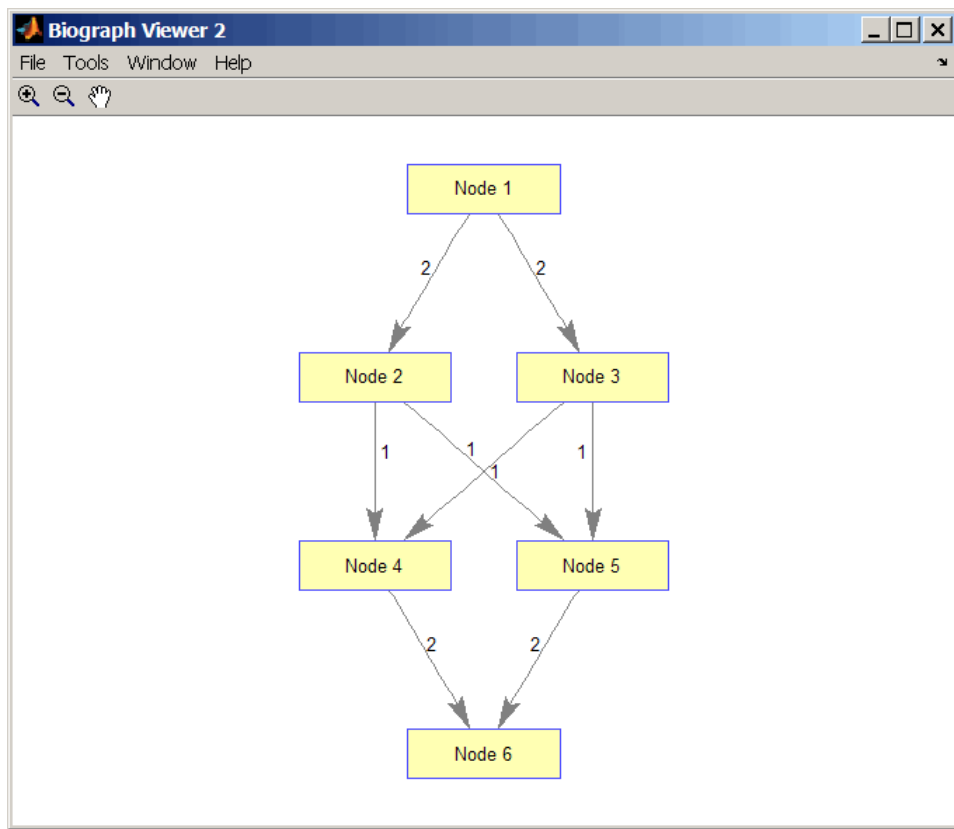 Biograph Viewer 2
File Tools Window Help
Node 1
2 2
Node 2 Node 3
1 1 1 1
Node 4 Node 5
2 2
Node 6